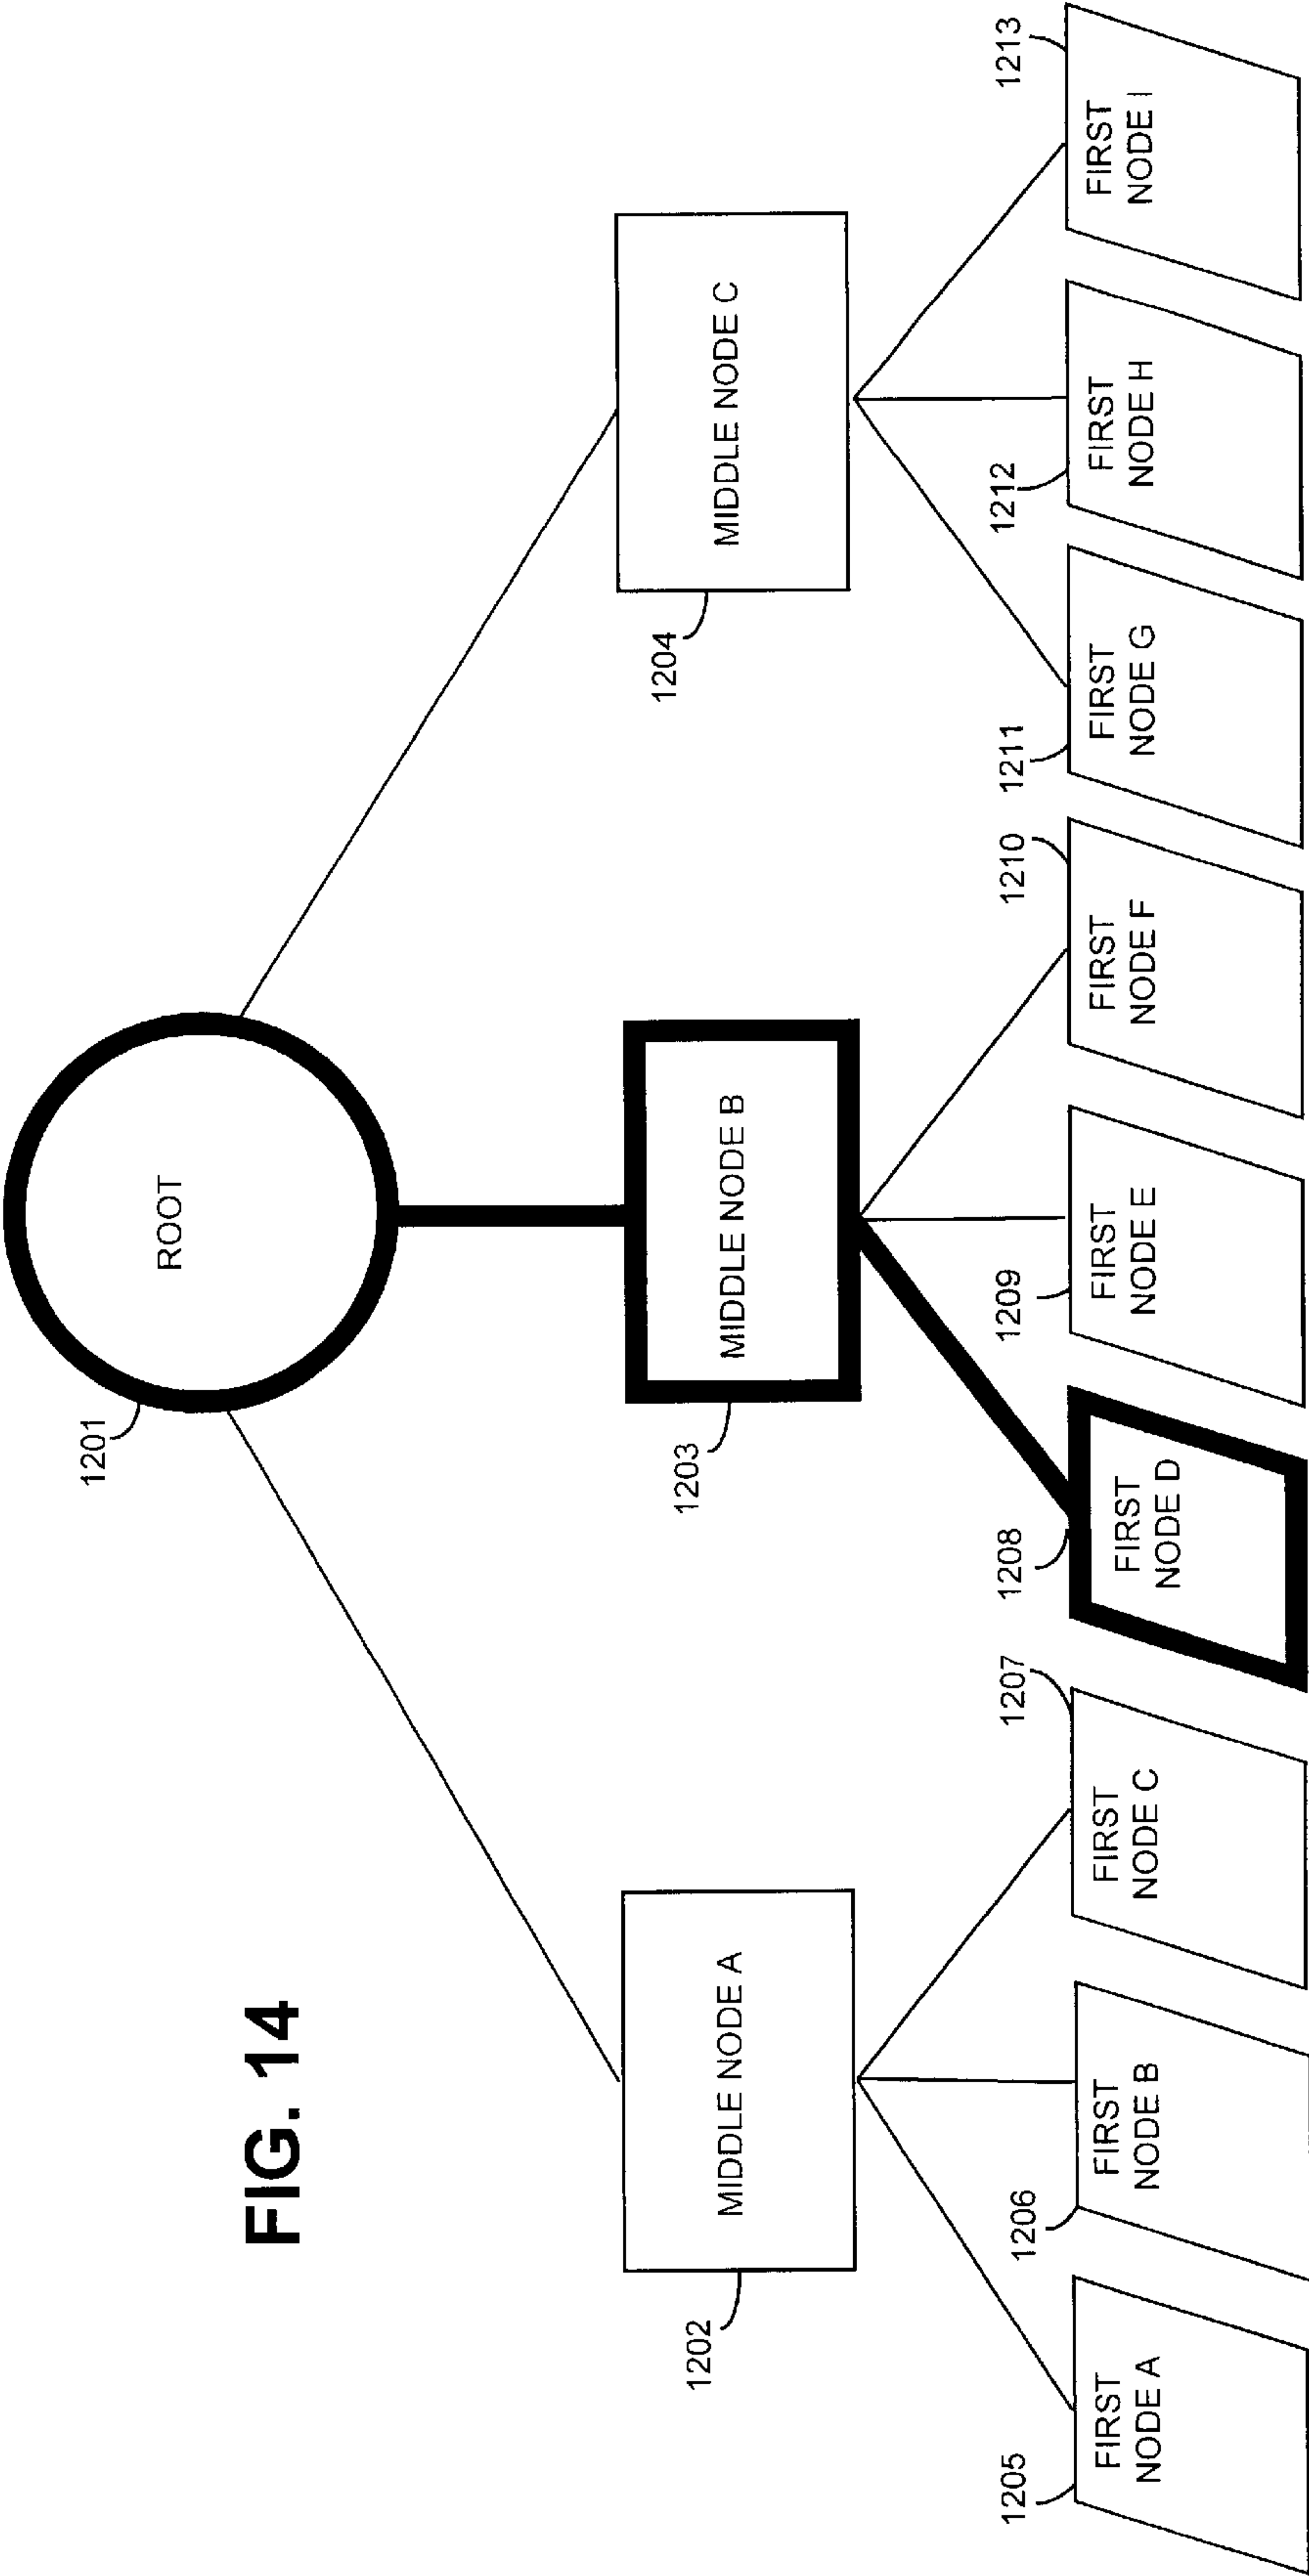 FIG. 14
ROOT
1201
MIDDLE NODE A
1202
MIDDLE NODE B
1203
MIDDLE NODE C
1204
1205
FIRST
NODE A
1206
FIRST
NODE B
1207
FIRST
NODE C
1208
FIRST
NODE D
1209
FIRST
NODE E
1210
FIRST
NODE F
1211
FIRST
NODE G
1212
FIRST
NODE H
1213
FIRST
NODE I